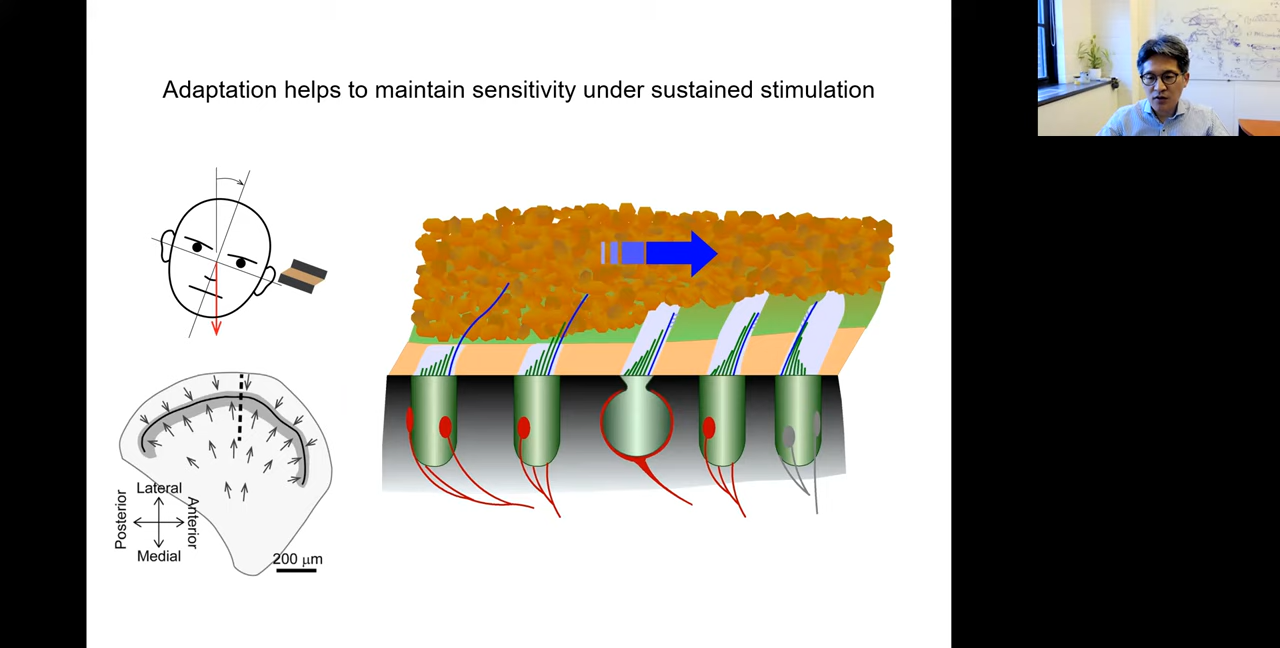 Adaptation helps to maintain sensitivity under sustained stimulation
Lateral
Posterior
Anterior
Medial
200 μm